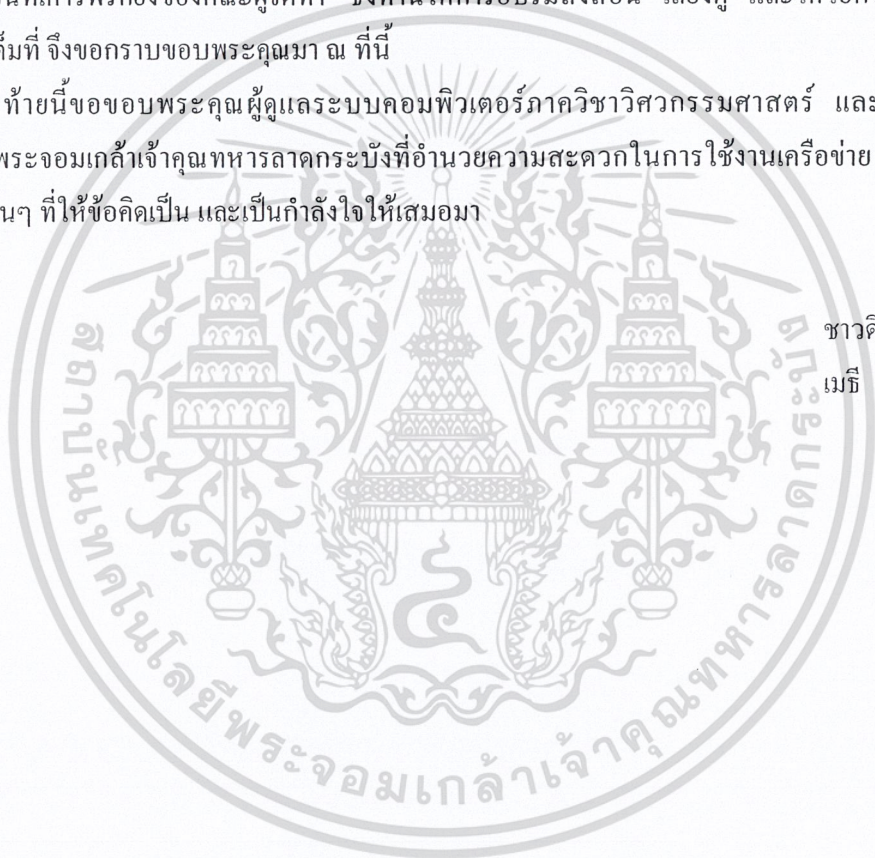 จึงขอกราบขอบพระคุณมา ณ ที่นี้
ท้ายนี้ขอขอบพระคุณผู้ดูแลระบบคอมพิวเตอร์ภาควิชาวิศวกรรมศาสตร์ และ
พระจอมเกล้าเจ้าคุณทหารลาดกระบังที่อำนวยความสะดวกในการใช้งานเครือข่าย
ๆ ที่ให้ข้อคิดเป็น และเป็นกำลังใจให้เสมอมา
เมธี
สถาบันเทคโนโลยีพระจอมเกล้าเจ้าคุณทหารลาดกระบัง
๔